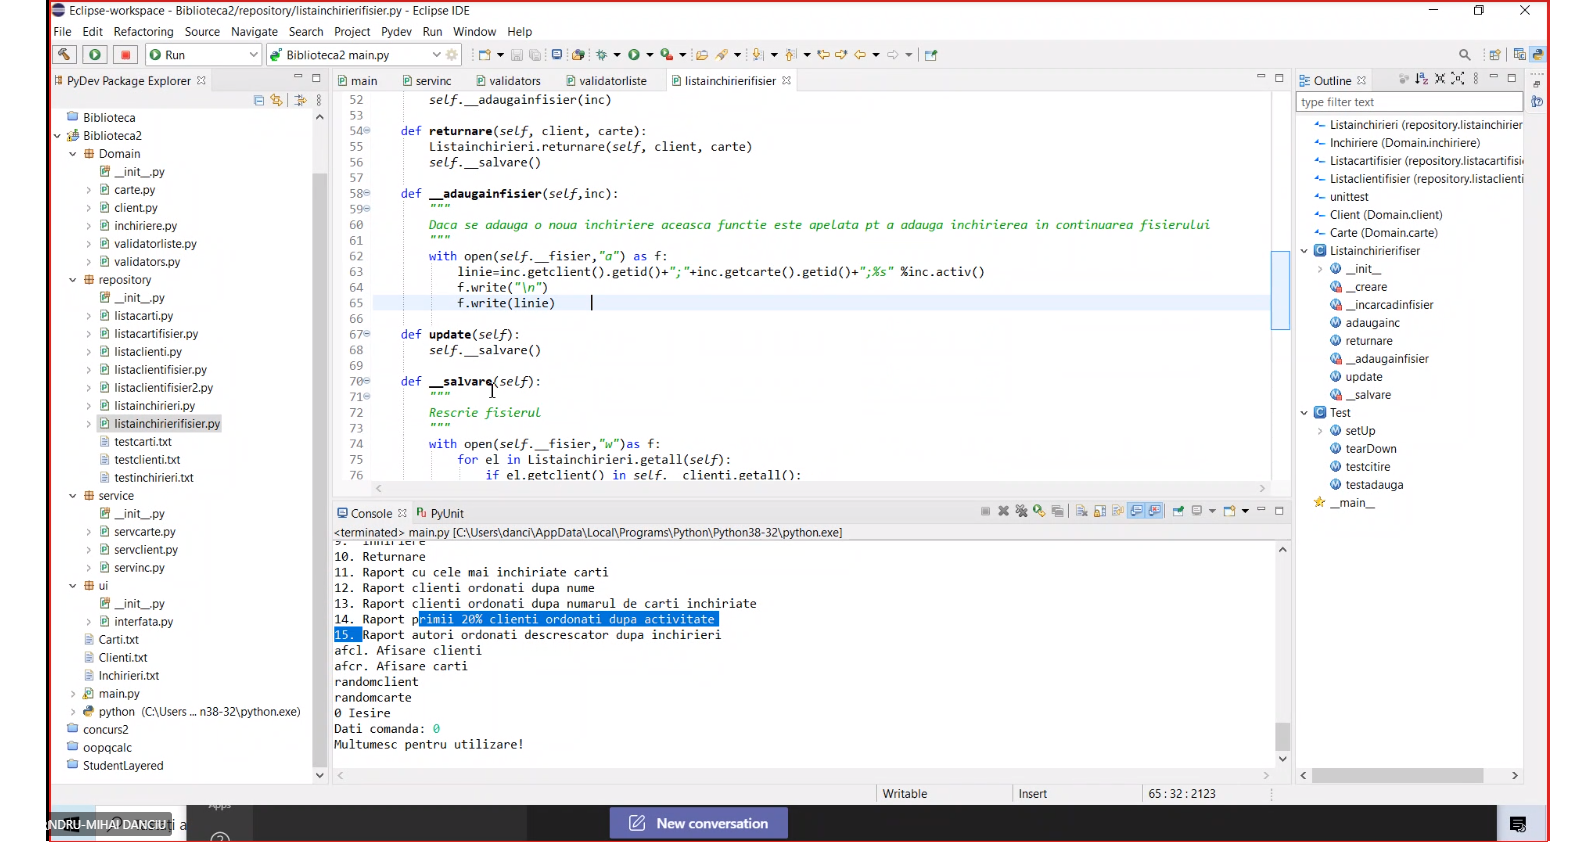 Eclipse-workspace - Biblioteca2/repository/listainchirierifisier.py - Eclipse IDE
File Edit Refactoring Source Navigate Search Project Pydev Run Window Help
Run
Biblioteca2 main.py
PyDev Package Explorer
Biblioteca
Biblioteca2
Domain
__init__.py
carte.py
client.py
inchiriere.py
validatorliste.py
validators.py
repository
__init__.py
listacarti.py
listacartifisier.py
listaclienti.py
listaclientifisier.py
listaclientifisier2.py
listainchirieri.py
listainchirierifisier.py
testcarti.txt
testclienti.txt
testinchirieri.txt
service
__init__.py
servcarte.py
servclient.py
servinc.py
ui
__init__.py
interfata.py
Carti.txt
Clienti.txt
Inchirieri.txt
main.py
python (C:\Users ... n38-32\python.exe)
concurs2
oopqcalc
StudentLayered
main servinc validators validatorliste listainchirierifisier
52 self.__adaugainfisier(inc)
53
54 def returnare(self, client, carte):
55 Listainchirieri.returnare(self, client, carte)
56 self.__salvare()
57
58 def __adaugainfisier(self,inc):
59 """
60 Daca se adauga o noua inchiriere aceasca functie este apelata pt a adauga inchirierea in continuarea fisierului
61 """
62 with open(self.__fisier,"a") as f:
63 linie=inc.getclient().getid()+";"+inc.getcarte().getid()+";%s" %inc.activ()
64 f.write("\n")
65 f.write(linie)
66
67 def update(self):
68 self.__salvare()
69
70 def __salvare(self):
71 """
72 Rescrie fisierul
73 """
74 with open(self.__fisier,"w")as f:
75 for el in Listainchirieri.getall(self):
76 if el.getclient() in self.__clienti.getall():
Console PyUnit
<terminated> main.py [C:\Users\danci\AppData\Local\Programs\Python\Python38-32\python.exe]
10. Returnare
11. Raport cu cele mai inchiriate carti
12. Raport clienti ordonati dupa nume
13. Raport clienti ordonati dupa numarul de carti inchiriate
14. Raport primii 20% clienti ordonati dupa activitate
15. Raport autori ordonati descrescator dupa inchirieri
afcl. Afisare clienti
afcr. Afisare carti
randomclient
randomcarte
0 Iesire
Dati comanda: 0
Multumesc pentru utilizare!
Writable Insert 65 : 32 : 2123
Outline
type filter text
Listainchirieri (repository.listainchirier
Inchiriere (Domain.inchiriere)
Listacartifisier (repository.listacartifisi
Listaclientifisier (repository.listaclienti
unittest
Client (Domain.client)
Carte (Domain.carte)
Listainchirierifiser
__init__
__creare
__incarcadinfisier
adaugainc
returnare
__adaugainfisier
update
__salvare
Test
setUp
tearDown
testcitire
testadauga
__main__
New conversation